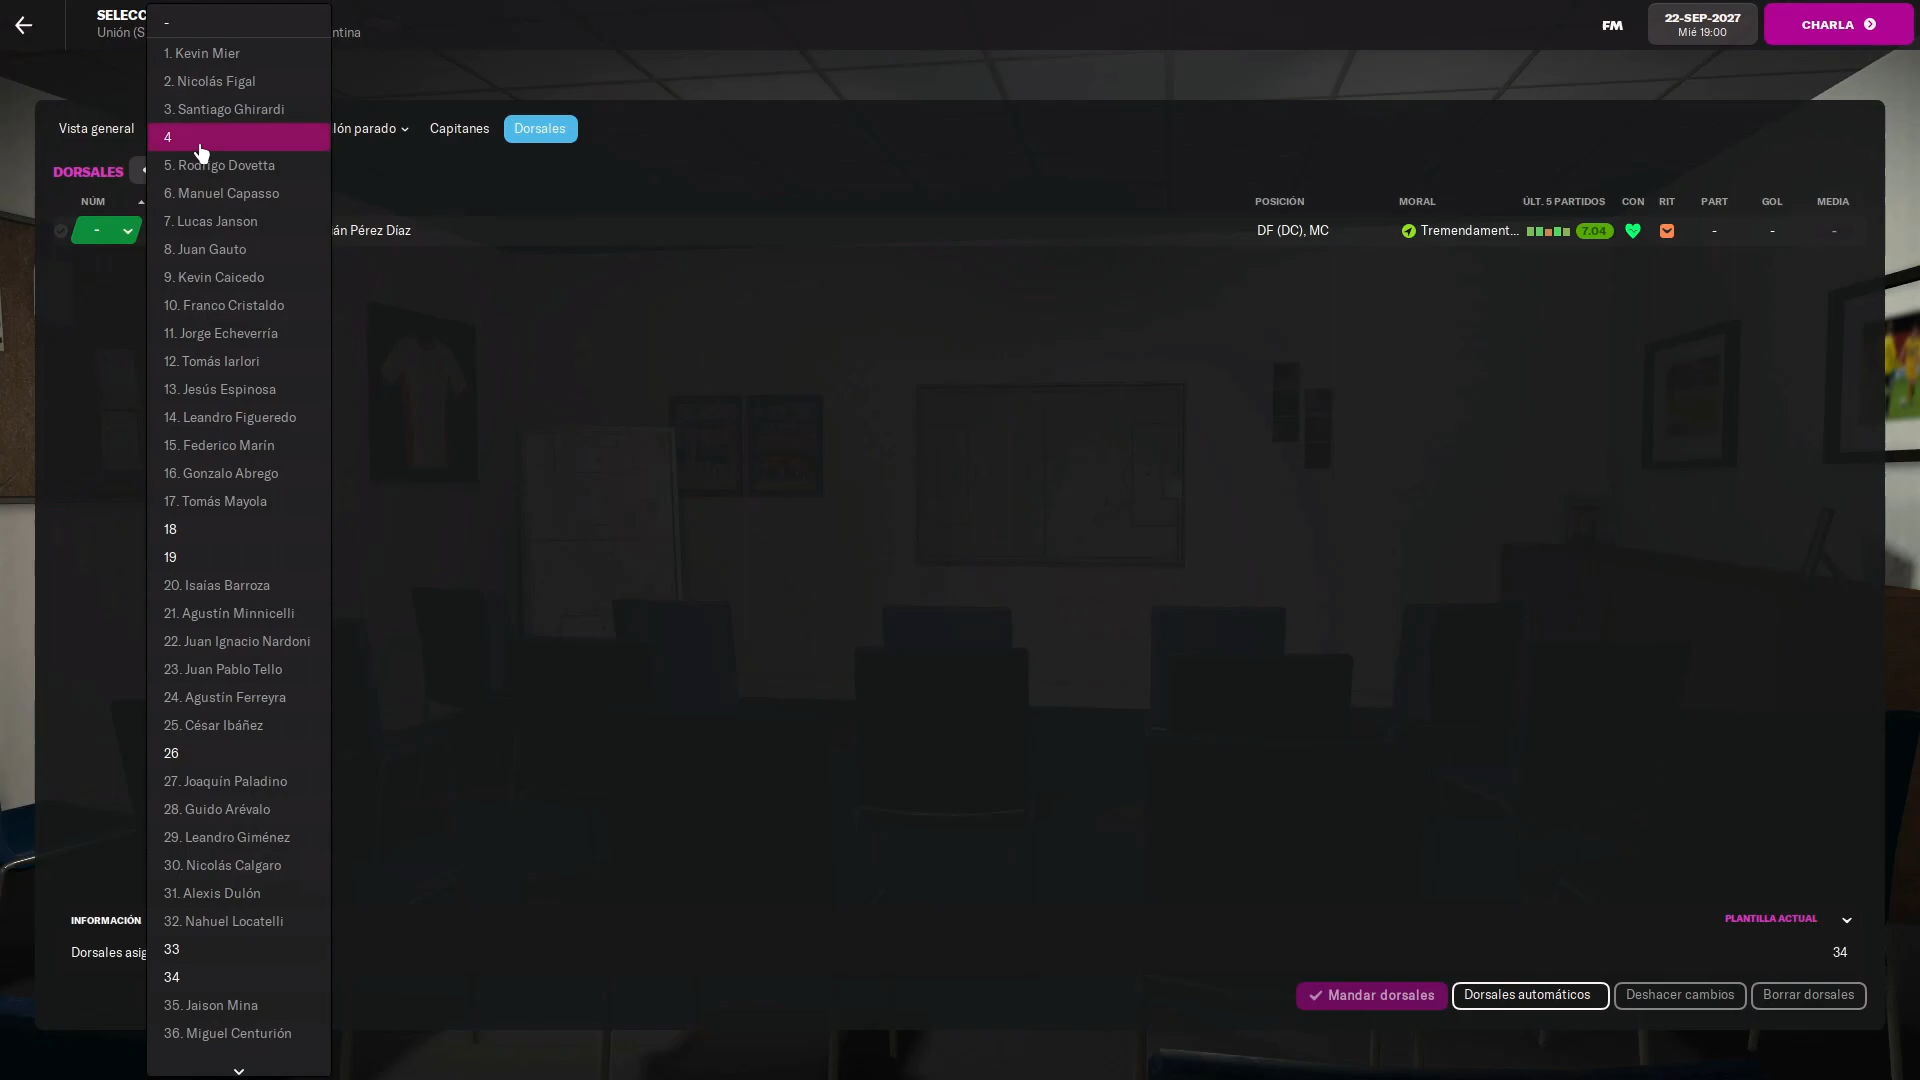 SELECC
Unión (S
ntina
FM
22-SEP-2027
Mié 19:00
CHARLA
-
1. Kevin Mier
2. Nicolás Figal
3. Santiago Ghirardi
4
5. Rodrigo Dovetta
6. Manuel Capasso
7. Lucas Janson
8. Juan Gauto
9. Kevin Caicedo
10. Franco Cristaldo
11. Jorge Echeverría
12. Tomás Iarlori
13. Jesús Espinosa
14. Leandro Figueredo
15. Federico Marín
16. Gonzalo Abrego
17. Tomás Mayola
18
19
20. Isaías Barroza
21. Agustín Minnicelli
22. Juan Ignacio Nardoni
23. Juan Pablo Tello
24. Agustín Ferreyra
25. César Ibáñez
26
27. Joaquín Paladino
28. Guido Arévalo
29. Leandro Giménez
30. Nicolás Calgaro
31. Alexis Dulón
32. Nahuel Locatelli
33
34
35. Jaison Mina
36. Miguel Centurión
Vista general
lón parado
Capitanes
Dorsales
DORSALES
NÚM
POSICIÓN
MORAL
ÚLT. 5 PARTIDOS
CON
RIT
PART
GOL
MEDIA
-
ián Pérez Díaz
DF (DC), MC
Tremendament...
7.04
-
-
-
INFORMACIÓN
PLANTILLA ACTUAL
Dorsales asig
34
Mandar dorsales
Dorsales automáticos
Deshacer cambios
Borrar dorsales